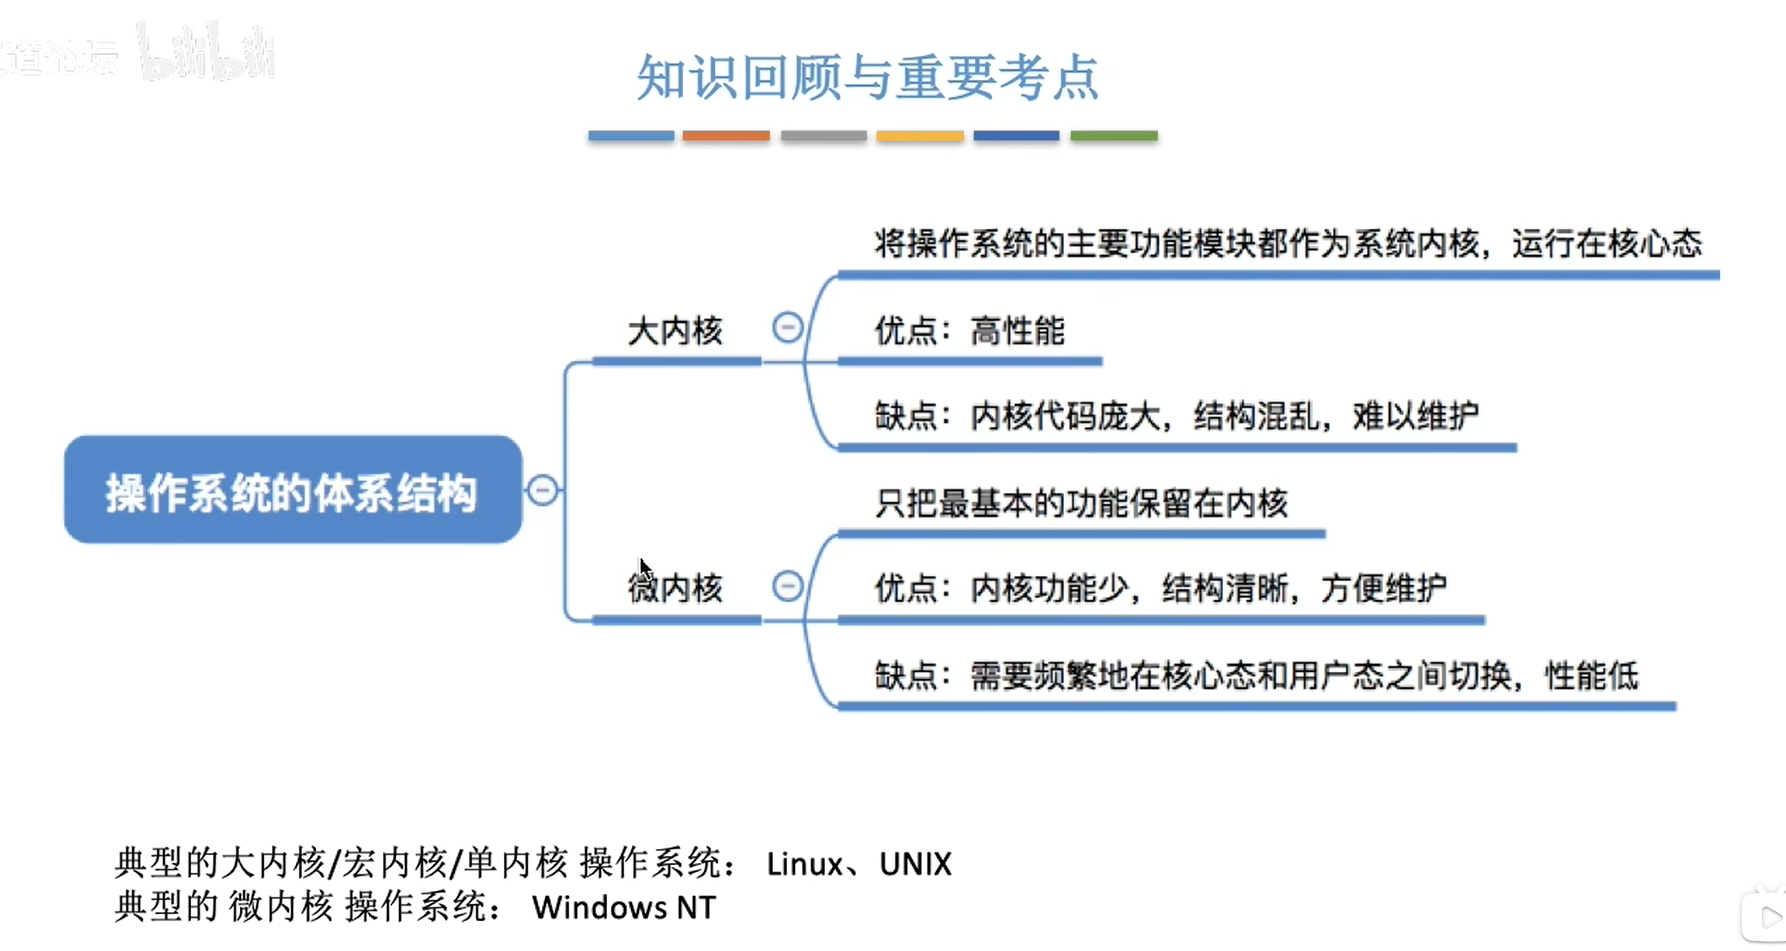 道论坛 bilibili
知识回顾与重要考点
将操作系统的主要功能模块都作为系统内核，运行在核心态
大内核
优点：高性能
缺点：内核代码庞大，结构混乱，难以维护
操作系统的体系结构
只把最基本的功能保留在内核
微内核
优点：内核功能少，结构清晰，方便维护
缺点：需要频繁地在核心态和用户态之间切换，性能低
典型的大内核/宏内核/单内核 操作系统： Linux、UNIX
典型的 微内核 操作系统： Windows NT